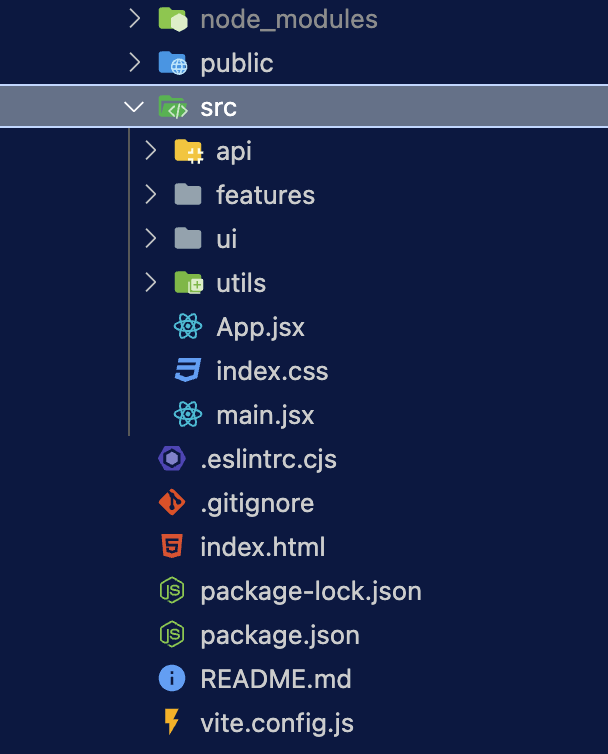 node_modules
public
src
api
features
ui
utils
App.jsx
index.css
main.jsx
.eslintrc.cjs
.gitignore
index.html
package-lock.json
package.json
README.md
vite.config.js